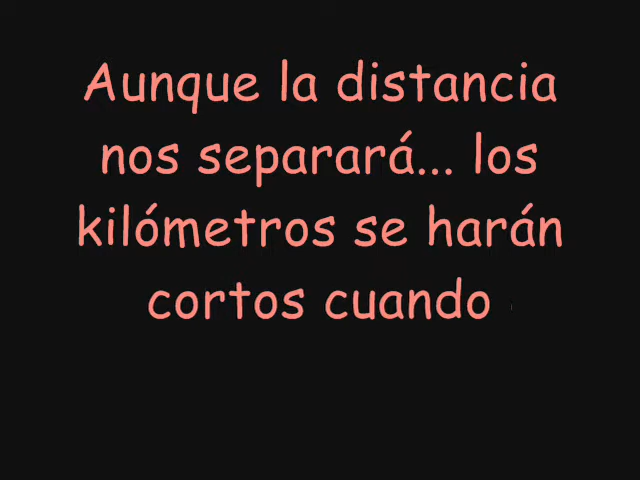 Aunque la distancia
nos separará... los
kilómetros se harán
cortos cuando